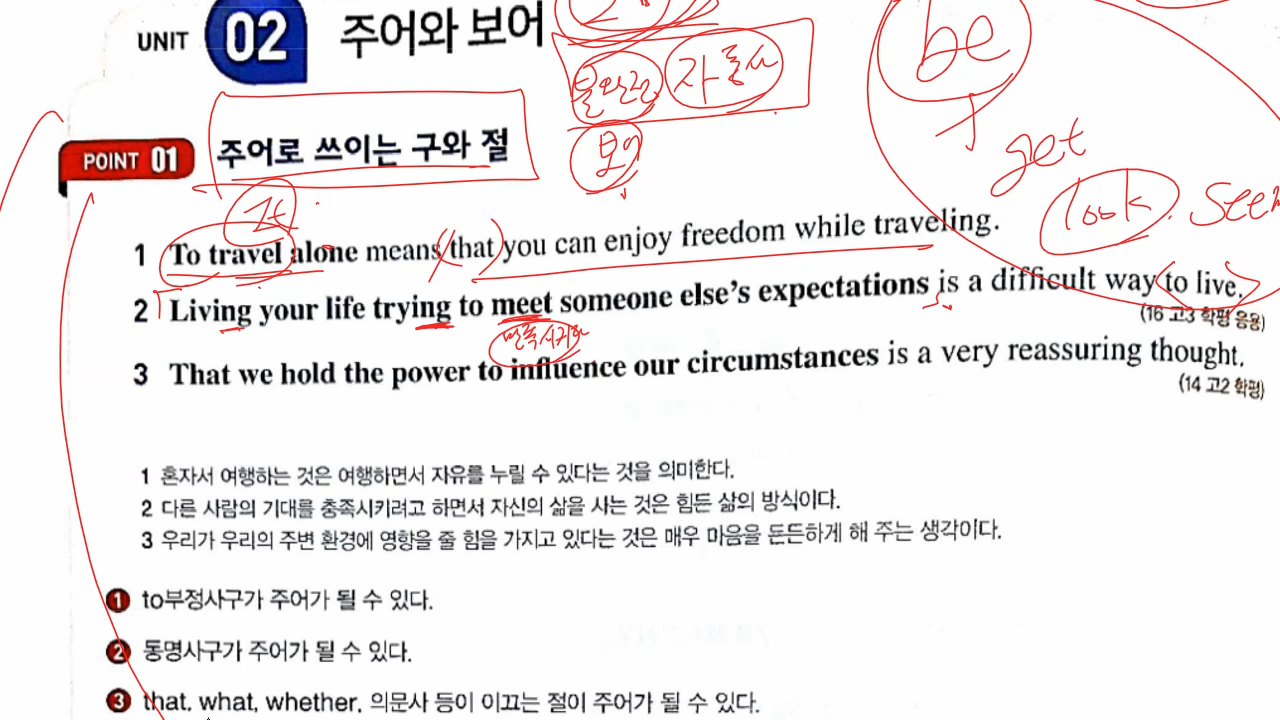 UNIT 02 주어와 보어
불완전 자동사
보어
be
get
look. seem
POINT 01 주어로 쓰이는 구와 절
It
1 To travel alone means that you can enjoy freedom while traveling.
2 Living your life trying to meet someone else's expectations is a difficult way to live.
(16 고3 학평 응용)
만족시키다
3 That we hold the power to influence our circumstances is a very reassuring thought.
(14 고2 학평)
1 혼자서 여행하는 것은 여행하면서 자유를 누릴 수 있다는 것을 의미한다.
2 다른 사람의 기대를 충족시키려고 하면서 자신의 삶을 사는 것은 힘든 삶의 방식이다.
3 우리가 우리의 주변 환경에 영향을 줄 힘을 가지고 있다는 것은 매우 마음을 든든하게 해 주는 생각이다.
1 to부정사구가 주어가 될 수 있다.
2 동명사구가 주어가 될 수 있다.
3 that, what, whether, 의문사 등이 이끄는 절이 주어가 될 수 있다.